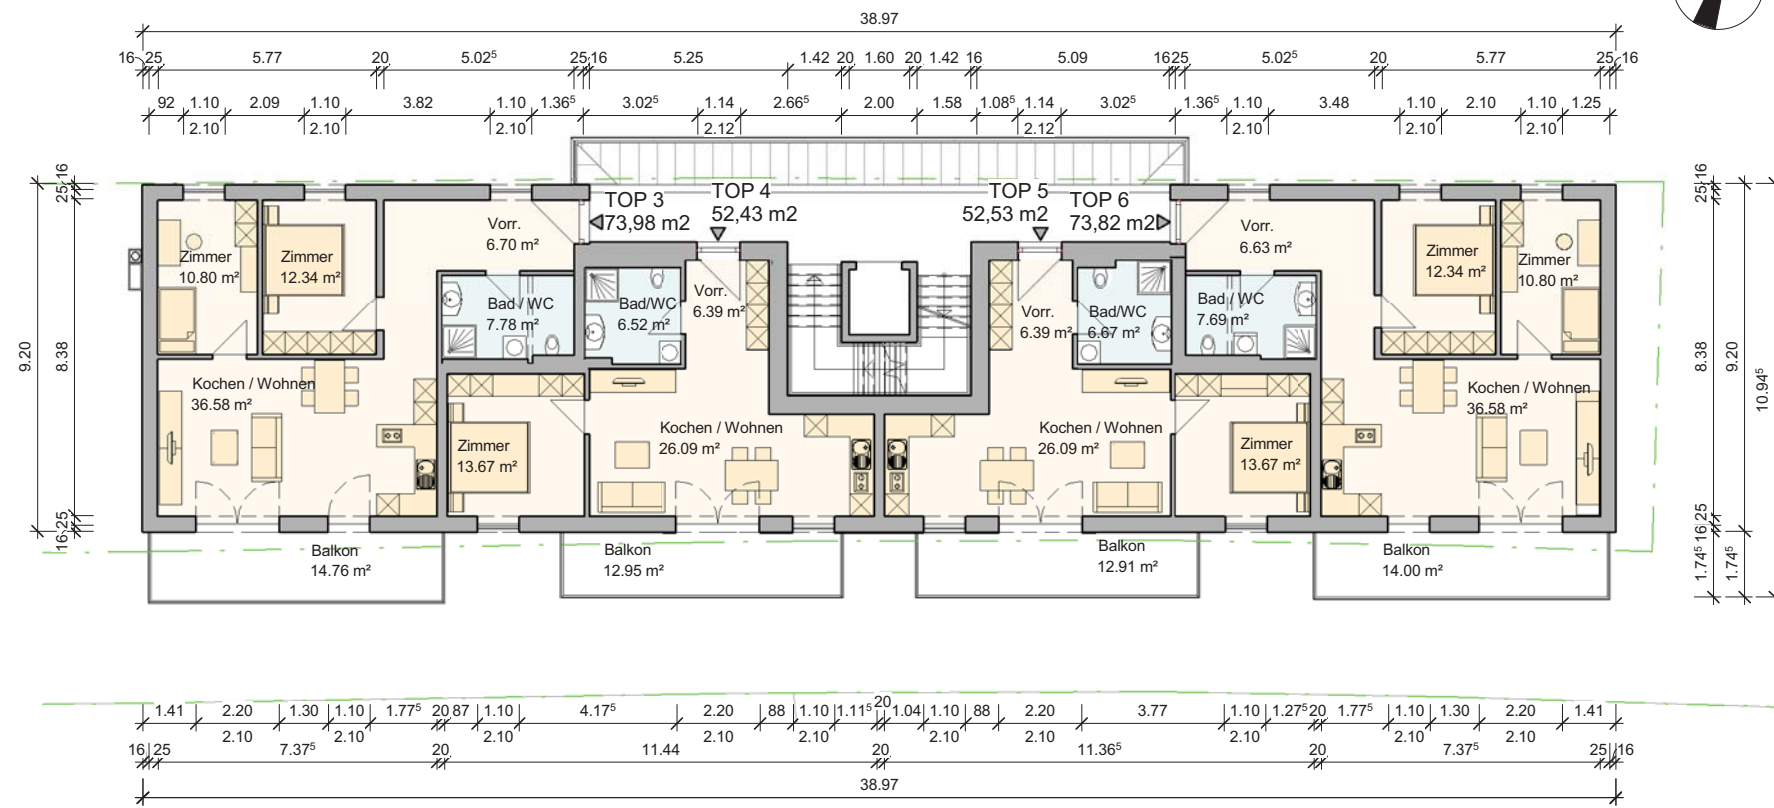 38.97
16 25 5.77 20 5.02⁵ 25 16 5.25 1.42 20 1.60 20 1.42 16 5.09 16 25 5.02⁵ 20 5.77 25 16
92 1.10 2.09 1.10 3.82 1.10 1.36⁵ 3.02⁵ 1.14 2.66⁵ 2.00 1.58 1.08⁵ 1.14 3.02⁵ 1.36⁵ 1.10 3.48 1.10 2.10 1.10 1.25
2.10 2.10 2.10 2.12 2.12 2.10 2.10 2.10
25 16
9.20
8.38
16 25
TOP 3
73,98 m2
TOP 4
52,43 m2
TOP 5
52,53 m2
TOP 6
73,82 m2
Zimmer
10.80 m²
Zimmer
12.34 m²
Vorr.
6.70 m²
Bad / WC
7.78 m²
Bad/WC
6.52 m²
Vorr.
6.39 m²
Vorr.
6.39 m²
Bad/WC
6.67 m²
Bad / WC
7.69 m²
Vorr.
6.63 m²
Zimmer
12.34 m²
Zimmer
10.80 m²
Kochen / Wohnen
36.58 m²
Zimmer
13.67 m²
Kochen / Wohnen
26.09 m²
Kochen / Wohnen
26.09 m²
Zimmer
13.67 m²
Kochen / Wohnen
36.58 m²
Balkon
14.76 m²
Balkon
12.95 m²
Balkon
12.91 m²
Balkon
14.00 m²
25 16
8.38
9.20
10.94⁵
16 25
1.74⁵
1.74⁵
1.41 2.20 1.30 1.10 1.77⁵ 20 87 1.10 4.17⁵ 2.20 88 1.10 1.11⁵ 20 1.04 1.10 88 2.20 3.77 1.10 1.27⁵ 20 1.77⁵ 1.10 1.30 2.20 1.41
2.10 2.10 2.10 2.10 2.10 2.10 2.10 2.10 2.10 2.10
16 25 7.37⁵ 20 11.44 20 11.36⁵ 20 7.37⁵ 25 16
38.97